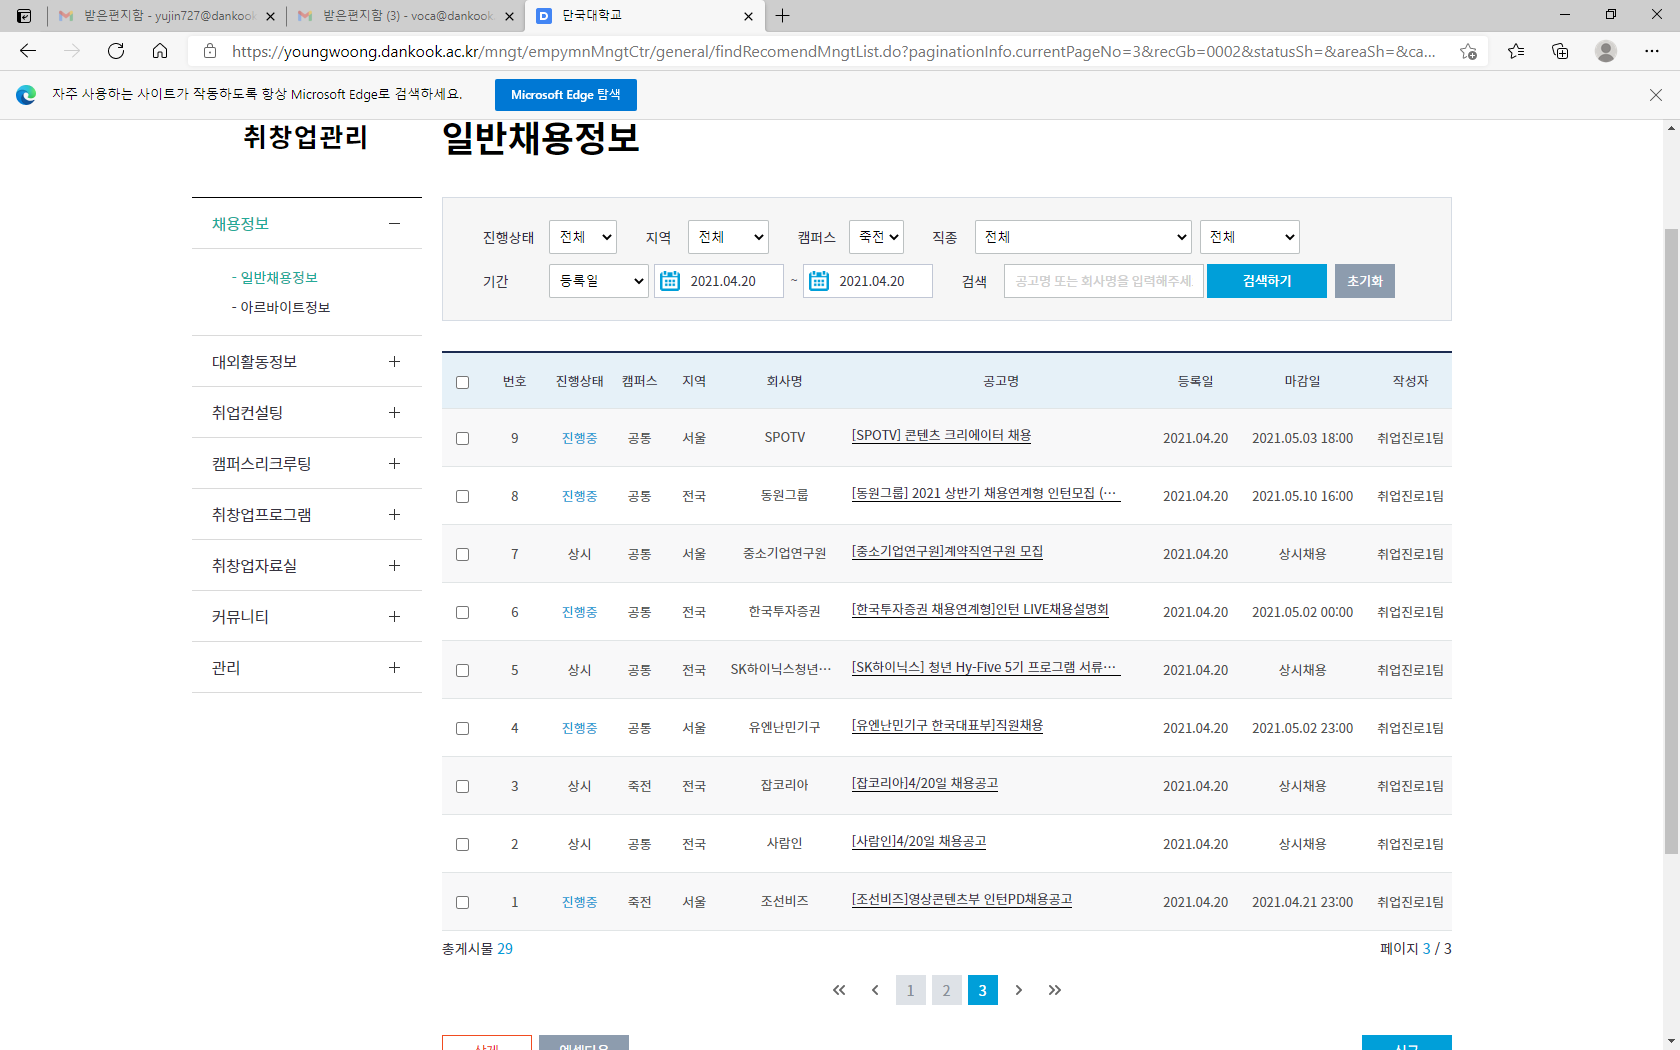 받은편지함 - yujin727@dankook
받은편지함 (3) - voca@dankook.
단국대학교
https://youngwoong.dankook.ac.kr/mngt/empymnMngtCtr/general/findRecomendMngtList.do?paginationInfo.currentPageNo=3&recGb=0002&statusSh=&areaSh=&ca...
자주 사용하는 사이트가 작동하도록 항상 Microsoft Edge로 검색하세요. Microsoft Edge 탐색
취창업관리
일반채용정보
채용정보
- 일반채용정보
- 아르바이트정보
대외활동정보
취업컨설팅
캠퍼스리크루팅
취창업프로그램
취창업자료실
커뮤니티
관리
진행상태 전체 지역 전체 캠퍼스 죽전 직종 전체 전체
기간 등록일 2021.04.20 ~ 2021.04.20 검색 공고명 또는 회사명을 입력해주세. 검색하기 초기화
번호 진행상태 캠퍼스 지역 회사명 공고명 등록일 마감일 작성자
9 진행중 공통 서울 SPOTV [SPOTV] 콘텐츠 크리에이터 채용 2021.04.20 2021.05.03 18:00 취업진로1팀
8 진행중 공통 전국 동원그룹 [동원그룹] 2021 상반기 채용연계형 인턴모집 (… 2021.04.20 2021.05.10 16:00 취업진로1팀
7 상시 공통 서울 중소기업연구원 [중소기업연구원]계약직연구원 모집 2021.04.20 상시채용 취업진로1팀
6 진행중 공통 전국 한국투자증권 [한국투자증권 채용연계형]인턴 LIVE채용설명회 2021.04.20 2021.05.02 00:00 취업진로1팀
5 상시 공통 전국 SK하이닉스청년… [SK하이닉스] 청년 Hy-Five 5기 프로그램 서류… 2021.04.20 상시채용 취업진로1팀
4 진행중 공통 서울 유엔난민기구 [유엔난민기구 한국대표부]직원채용 2021.04.20 2021.05.02 23:00 취업진로1팀
3 상시 죽전 전국 잡코리아 [잡코리아]4/20일 채용공고 2021.04.20 상시채용 취업진로1팀
2 상시 공통 전국 사람인 [사람인]4/20일 채용공고 2021.04.20 상시채용 취업진로1팀
1 진행중 죽전 서울 조선비즈 [조선비즈]영상콘텐츠부 인턴PD채용공고 2021.04.20 2021.04.21 23:00 취업진로1팀
총게시물 29 페이지 3 / 3
1 2 3